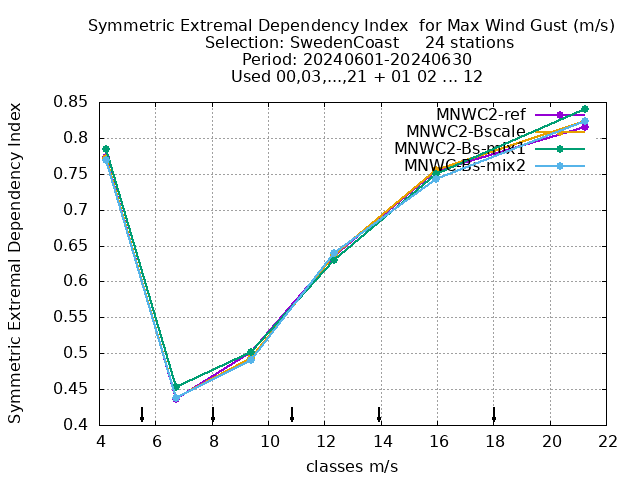 Symmetric Extremal Dependency Index  for Max Wind Gust (m/s)
Selection: SwedenCoast     24 stations
Period: 20240601-20240630
Used 00,03,...,21 + 01 02 ... 12
Symmetric Extremal Dependency Index
0.85
0.8
0.75
0.7
0.65
0.6
0.55
0.5
0.45
0.4
MNWC2-ref
MNWC2-Bscale
MNWC2-Bs-mix1
MNWC-Bs-mix2
4 6 8 10 12 14 16 18 20 22
classes m/s